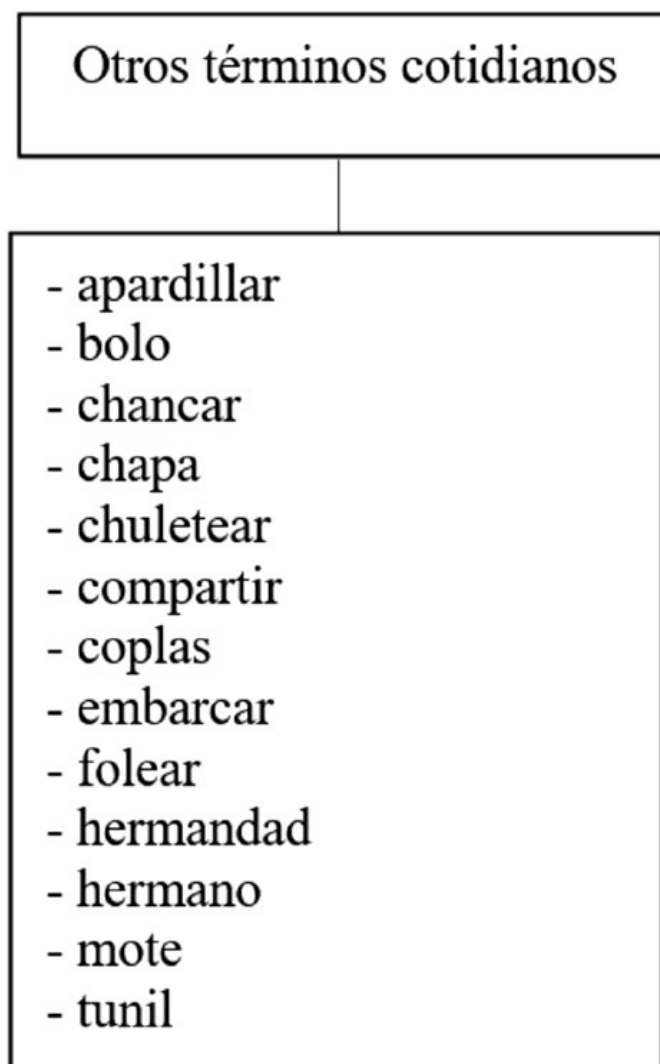 Otros términos cotidianos
- apardillar
- bolo
- chancar
- chapa
- chuletear
- compartir
- coplas
- embarcar
- folear
- hermandad
- hermano
- mote
- tunil